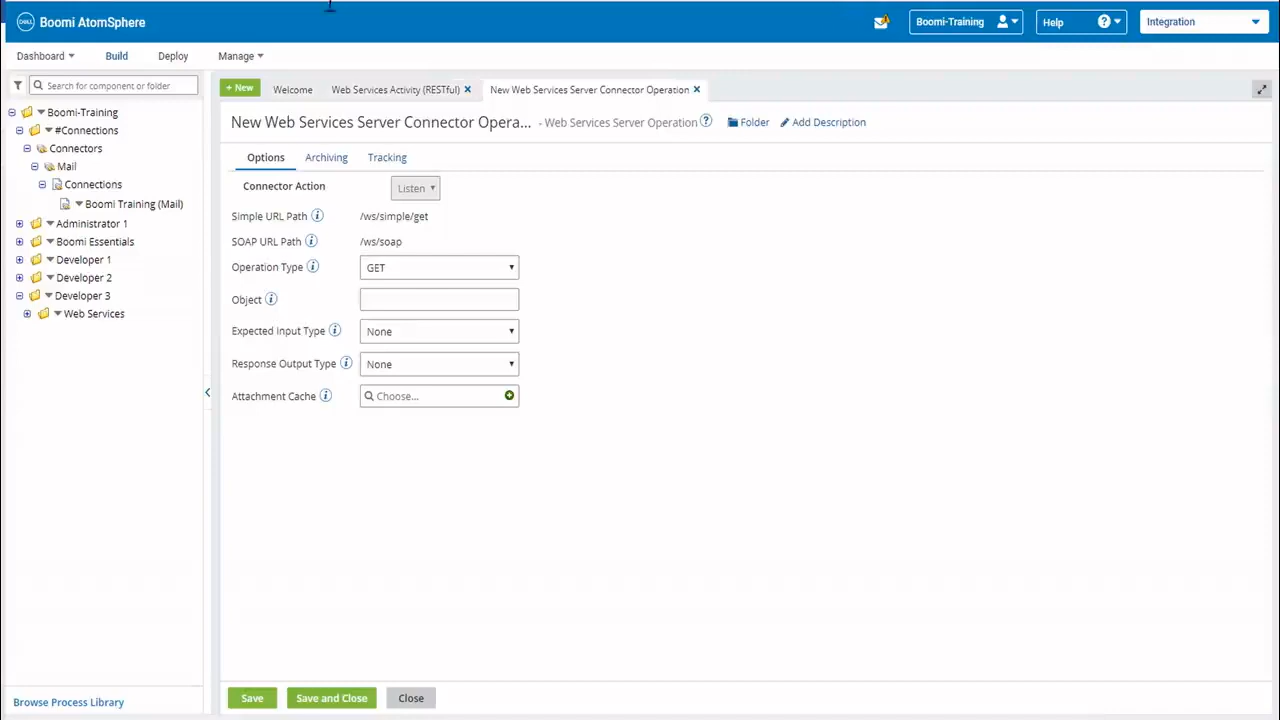 DELL Boomi AtomSphere
Boomi-Training
Help
Integration
Dashboard Build Deploy Manage
Search for component or folder
+ New Welcome Web Services Activity (RESTful) × New Web Services Server Connector Operation ×
Boomi-Training
#Connections
Connectors
Mail
Connections
Boomi Training (Mail)
Administrator 1
Boomi Essentials
Developer 1
Developer 2
Developer 3
Web Services
Browse Process Library
New Web Services Server Connector Opera... - Web Services Server Operation ? Folder Add Description
Options Archiving Tracking
Connector Action Listen
Simple URL Path i /ws/simple/get
SOAP URL Path i /ws/soap
Operation Type i GET
Object i
Expected Input Type i None
Response Output Type i None
Attachment Cache i Choose...
Save Save and Close Close